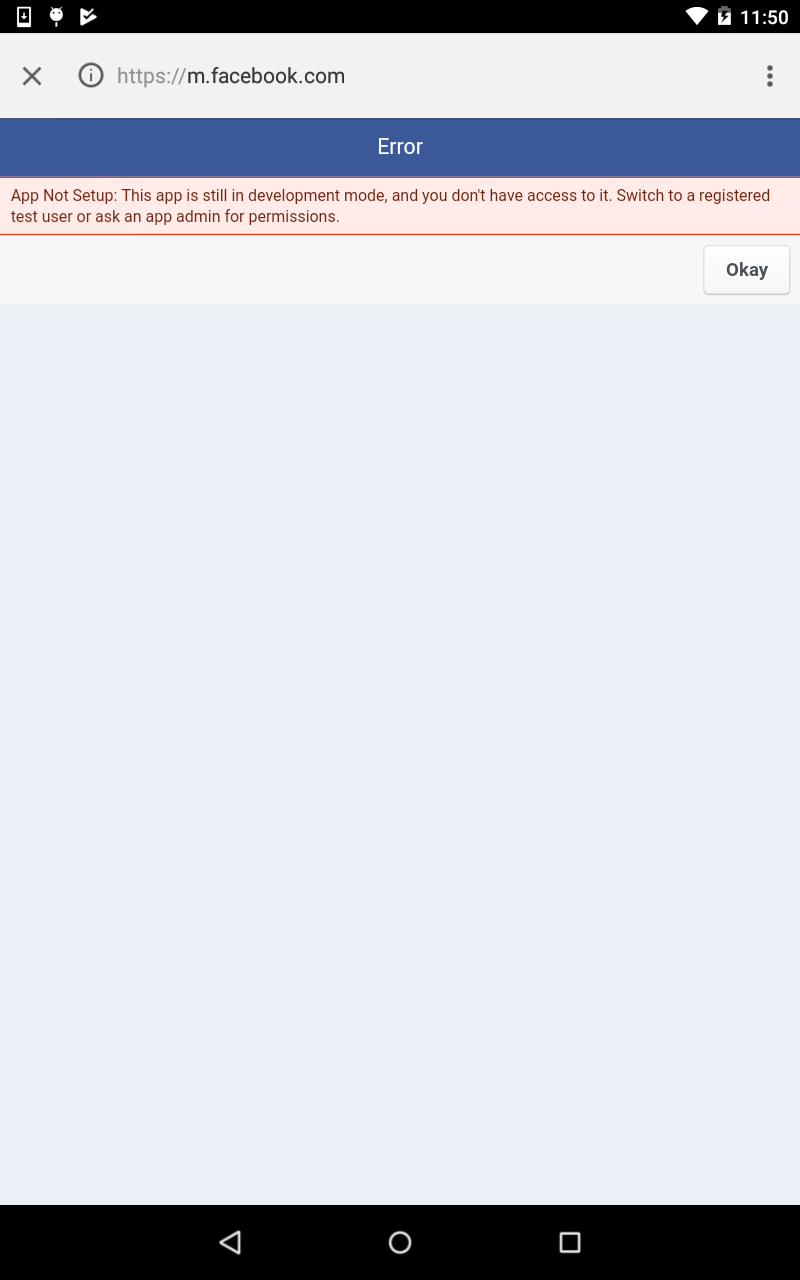 11:50
https://m.facebook.com
Error
App Not Setup: This app is still in development mode, and you don't have access to it. Switch to a registered
test user or ask an app admin for permissions.
Okay